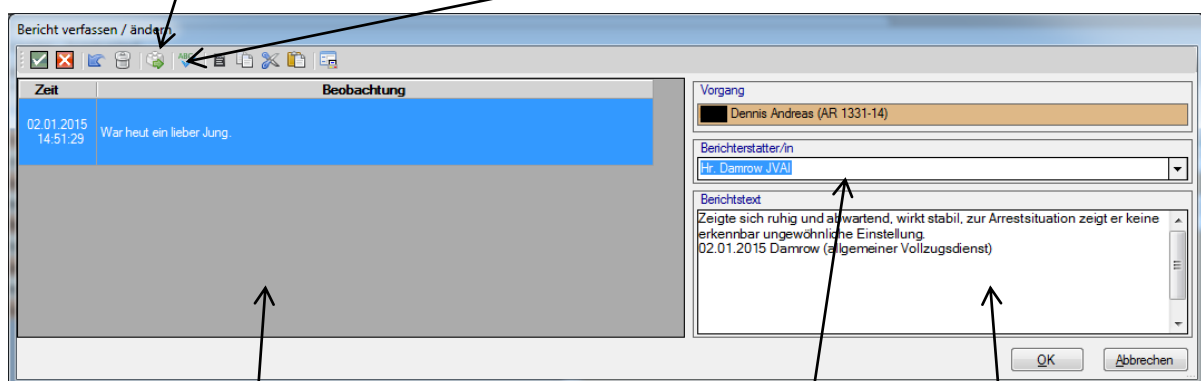 Bericht verfassen / ändern
ABC
Zeit Beobachtung
02.01.2015
14:51:29
War heut ein lieber Jung.
Vorgang
Dennis Andreas (AR 1331-14)
Berichterstatter/in
Hr. Damrow JVAI
Berichtstext
Zeigte sich ruhig und abwartend, wirkt stabil, zur Arrestsituation zeigt er keine
erkennbar ungewöhnliche Einstellung.
02.01.2015 Damrow (allgemeiner Vollzugsdienst)
OK Abbrechen